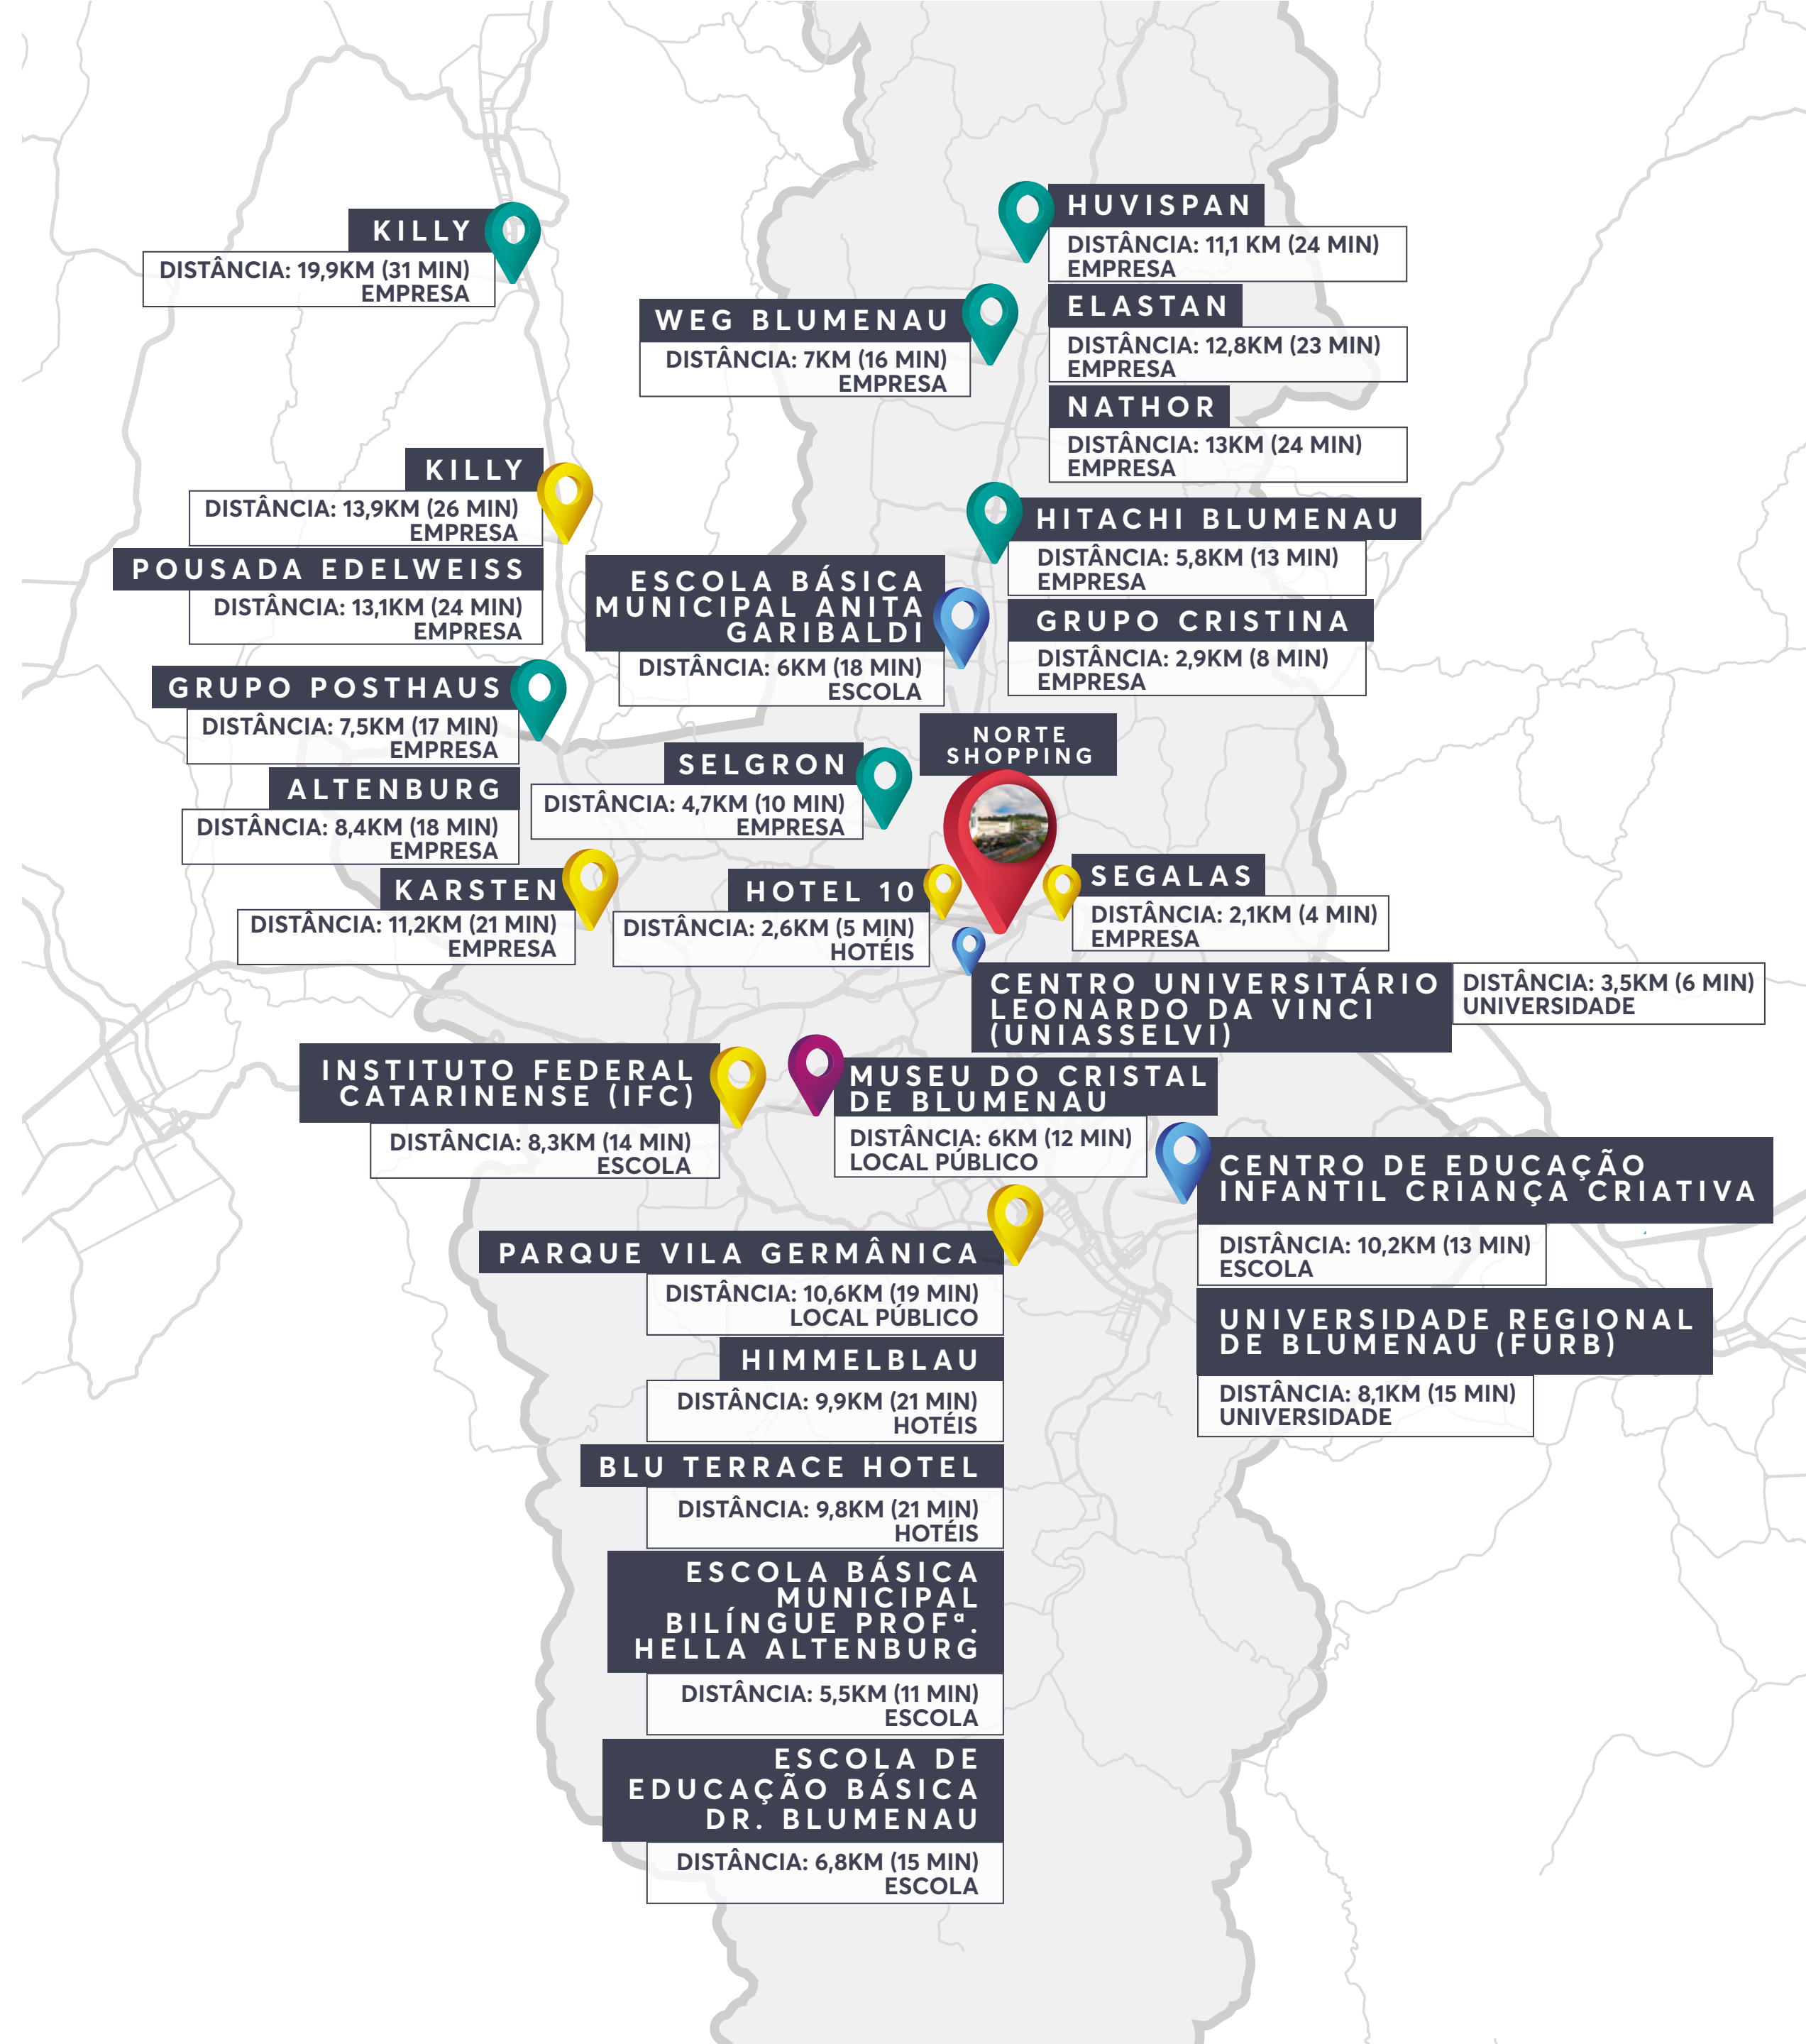 KILLY
DISTÂNCIA: 19,9KM (31 MIN)
EMPRESA
HUVISPAN
DISTÂNCIA: 11,1 KM (24 MIN)
EMPRESA
WEG BLUMENAU
DISTÂNCIA: 7KM (16 MIN)
EMPRESA
ELASTAN
DISTÂNCIA: 12,8KM (23 MIN)
EMPRESA
NATHOR
DISTÂNCIA: 13KM (24 MIN)
EMPRESA
KILLY
DISTÂNCIA: 13,9KM (26 MIN)
EMPRESA
POUSADA EDELWEISS
DISTÂNCIA: 13,1KM (24 MIN)
EMPRESA
HITACHI BLUMENAU
DISTÂNCIA: 5,8KM (13 MIN)
EMPRESA
ESCOLA BÁSICA
MUNICIPAL ANITA
GARIBALDI
DISTÂNCIA: 6KM (18 MIN)
ESCOLA
GRUPO CRISTINA
DISTÂNCIA: 2,9KM (8 MIN)
EMPRESA
GRUPO POSTHAUS
DISTÂNCIA: 7,5KM (17 MIN)
EMPRESA
NORTE
SHOPPING
SELGRON
DISTÂNCIA: 4,7KM (10 MIN)
EMPRESA
ALTENBURG
DISTÂNCIA: 8,4KM (18 MIN)
EMPRESA
KARSTEN
DISTÂNCIA: 11,2KM (21 MIN)
EMPRESA
HOTEL 10
DISTÂNCIA: 2,6KM (5 MIN)
HOTÉIS
SEGALAS
DISTÂNCIA: 2,1KM (4 MIN)
EMPRESA
CENTRO UNIVERSITÁRIO
LEONARDO DA VINCI
(UNIASSELVI)
DISTÂNCIA: 3,5KM (6 MIN)
UNIVERSIDADE
INSTITUTO FEDERAL
CATARINENSE (IFC)
DISTÂNCIA: 8,3KM (14 MIN)
ESCOLA
MUSEU DO CRISTAL
DE BLUMENAU
DISTÂNCIA: 6KM (12 MIN)
LOCAL PÚBLICO
CENTRO DE EDUCAÇÃO
INFANTIL CRIANÇA CRIATIVA
DISTÂNCIA: 10,2KM (13 MIN)
ESCOLA
PARQUE VILA GERMÂNICA
DISTÂNCIA: 10,6KM (19 MIN)
LOCAL PÚBLICO
UNIVERSIDADE REGIONAL
DE BLUMENAU (FURB)
DISTÂNCIA: 8,1KM (15 MIN)
UNIVERSIDADE
HIMMELBLAU
DISTÂNCIA: 9,9KM (21 MIN)
HOTÉIS
BLU TERRACE HOTEL
DISTÂNCIA: 9,8KM (21 MIN)
HOTÉIS
ESCOLA BÁSICA
MUNICIPAL
BILÍNGUE PROFª.
HELLA ALTENBURG
DISTÂNCIA: 5,5KM (11 MIN)
ESCOLA
ESCOLA DE
EDUCAÇÃO BÁSICA
DR. BLUMENAU
DISTÂNCIA: 6,8KM (15 MIN)
ESCOLA